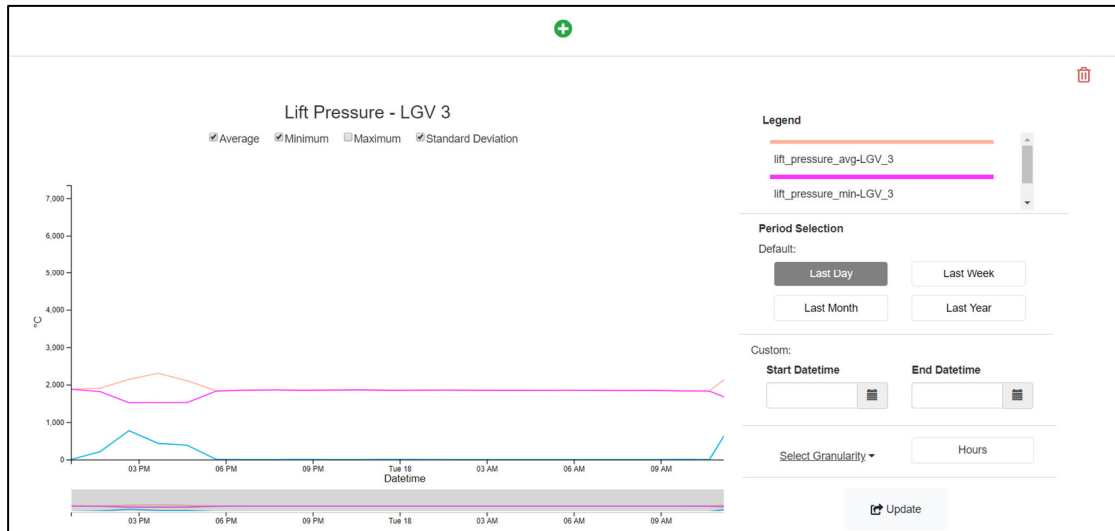 Lift Pressure - LGV 3
Average Minimum Maximum Standard Deviation
7,000
6,000
5,000
4,000
3,000
2,000
1,000
0
°C
03 PM 06 PM 09 PM Tue 18 03 AM 06 AM 09 AM
Datetime
03 PM 06 PM 09 PM Tue 18 03 AM 06 AM 09 AM
Legend
lift_pressure_avg-LGV_3
lift_pressure_min-LGV_3
Period Selection
Default:
Last Day Last Week
Last Month Last Year
Custom:
Start Datetime End Datetime
Select Granularity Hours
Update